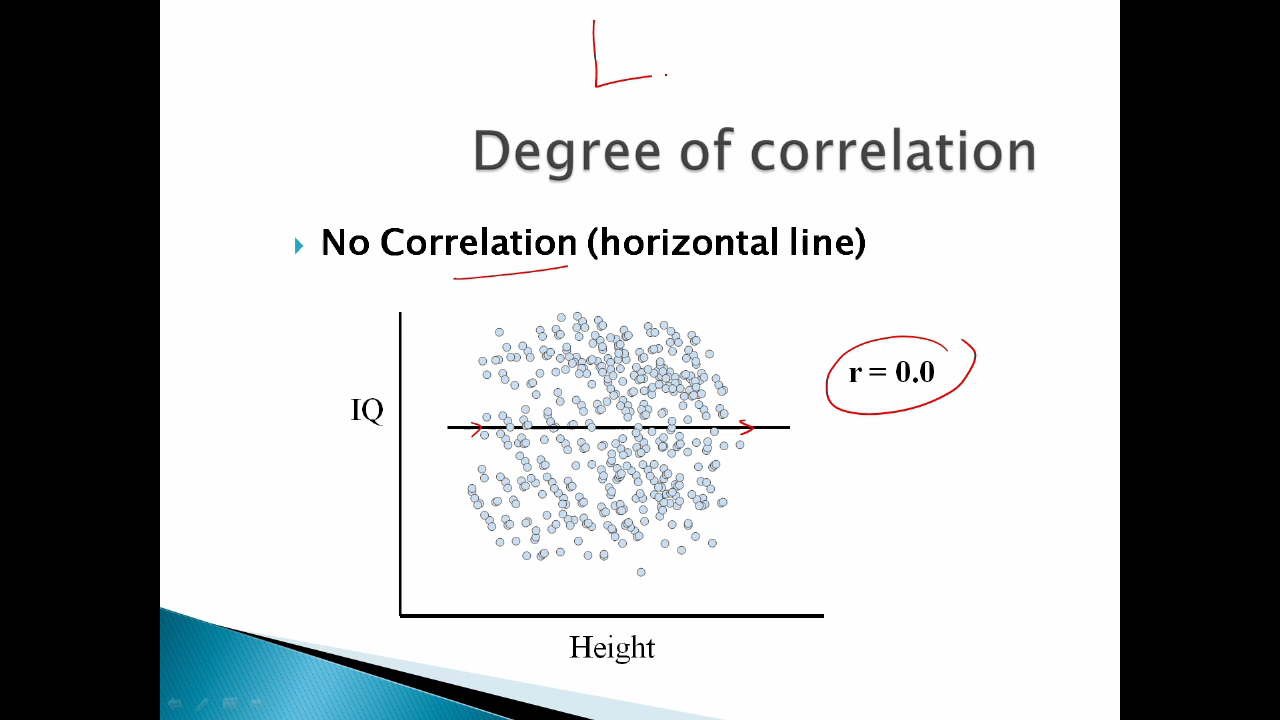 Degree of correlation
No Correlation (horizontal line)
r = 0.0
IQ
Height